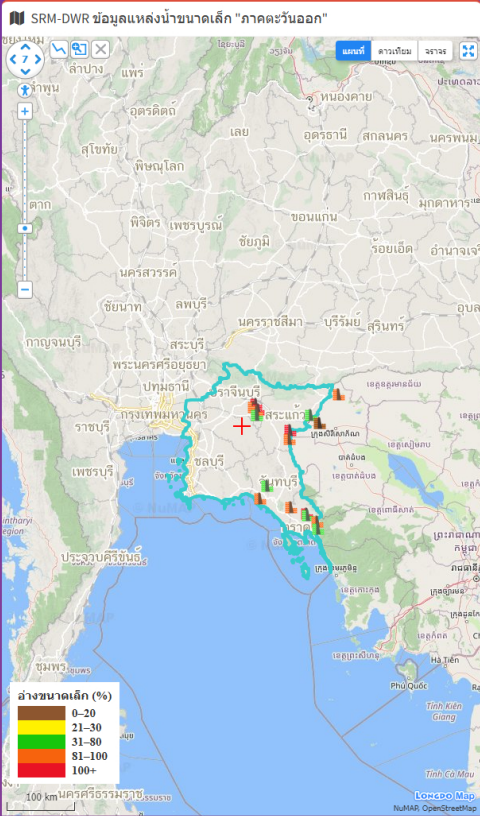 SRM-DWR ข้อมูลแหล่งน้ำขนาดเล็ก "ภาคตะวันออก"
แผนที่ ดาวเทียม จราจร
7
ลำปาง
แพร่
หนองคาย
อุตรดิตถ์
เลย
อุดรธานี
สกลนคร
นครพนม
สุโขทัย
พิษณุโลก
ตาก
กาฬสินธุ์
มุกดาหาร
พิจิตร
เพชรบูรณ์
ขอนแก่น
ชัยภูมิ
ร้อยเอ็ด
อำนาจเจ
นครสวรรค์
ชัยนาท
ลพบุรี
นครราชสีมา
บุรีรัมย์
สุรินทร์
อุบล
กาญจนบุรี
สระบุรี
พระนครศรีอยุธยา
ปทุมธานี
กรุงเทพมหานคร
สระแก้ว
ราชบุรี
ชลบุรี
เพชรบุรี
จันทบุรี
ประจวบคีรีขันธ์
ชุมพร
Hà Tiên
Phú Quốc
Tỉnh Kiên
Giang
Tỉnh Cà Mau
อ่างขนาดเล็ก (%)
0–20
21–30
31–80
81–100
100+
100 km
นครศรีธรรมราช
LONGDO Map
NuMAP, OpenStreetMap